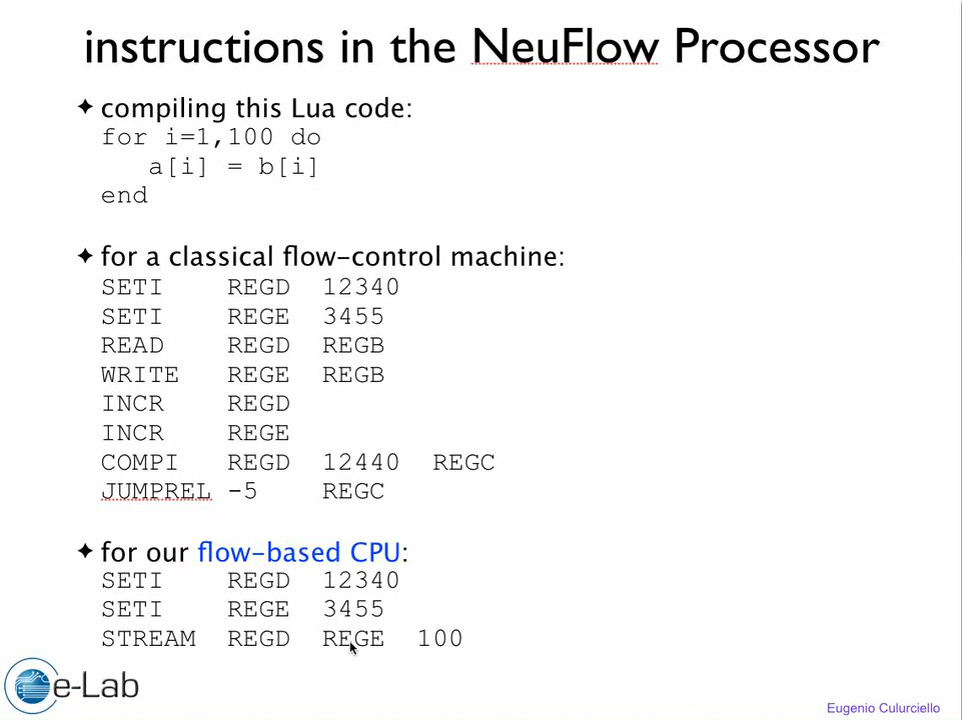 instructions in the NeuFlow Processor
✦ compiling this Lua code:
for i=1,100 do
a[i] = b[i]
end
✦ for a classical flow-control machine:
SETI REGD 12340
SETI REGE 3455
READ REGD REGB
WRITE REGE REGB
INCR REGD
INCR REGE
COMPI REGD 12440 REGC
JUMPREL -5 REGC
✦ for our flow-based CPU:
SETI REGD 12340
SETI REGE 3455
STREAM REGD REGE 100
e-Lab
Eugenio Culurciello